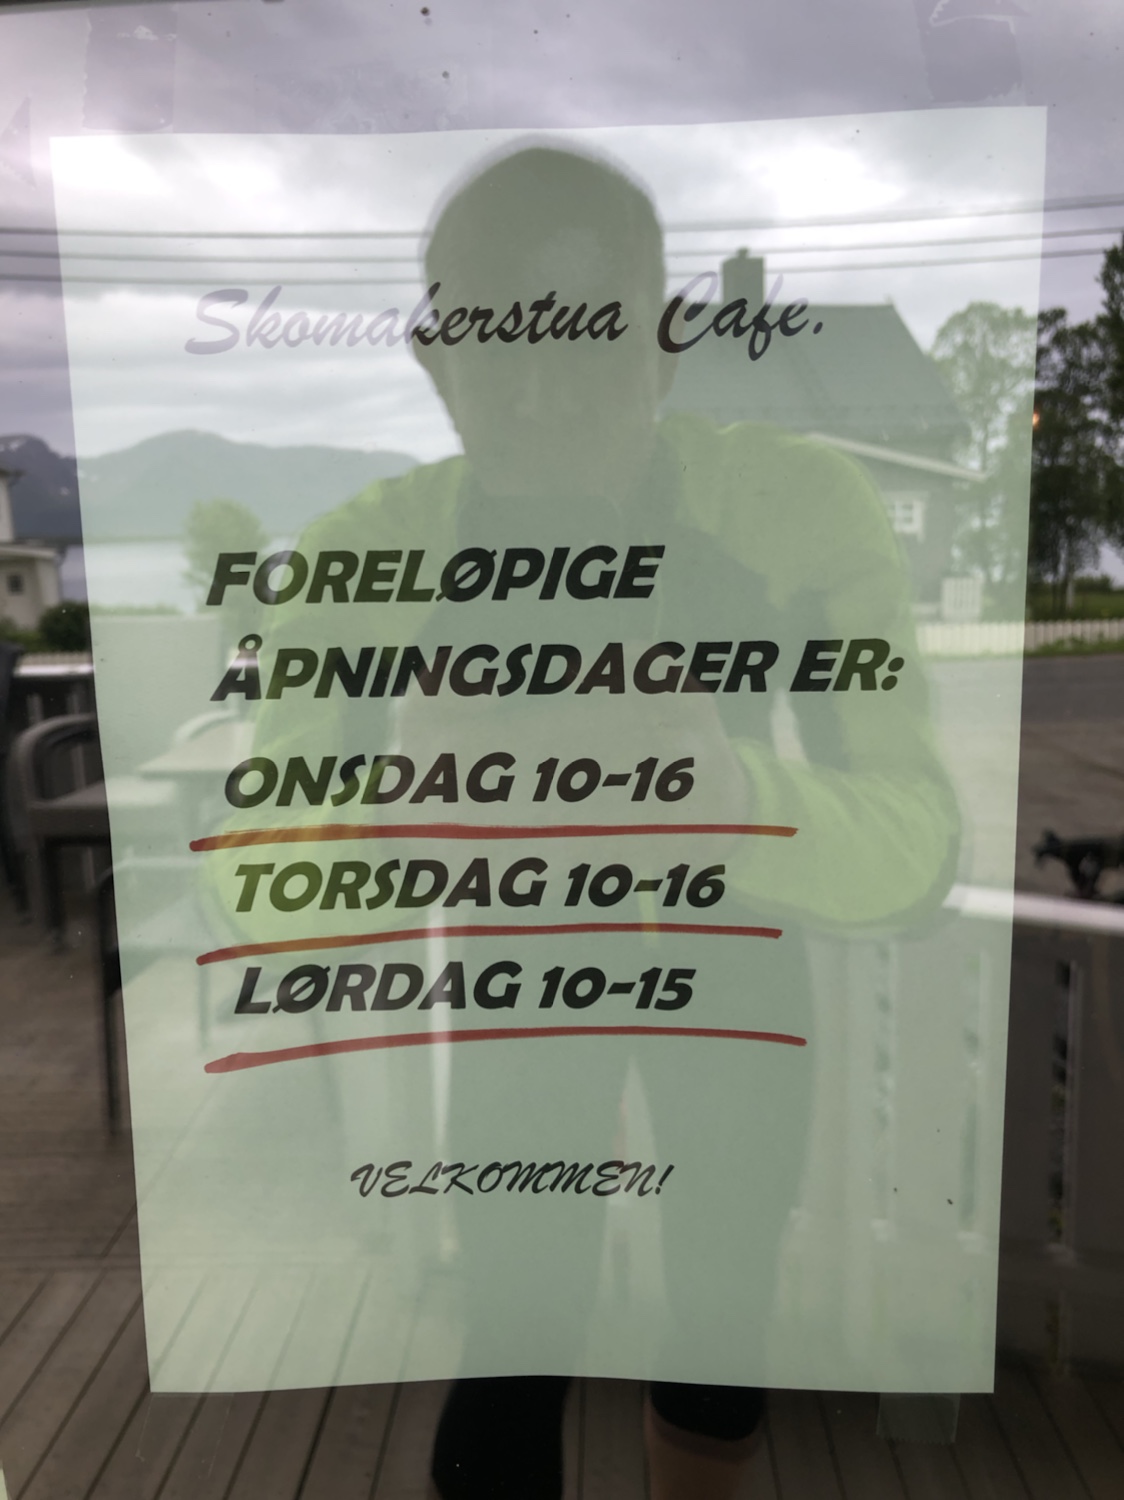 Skomakerstua Cafe.
FORELØPIGE
ÅPNINGSDAGER ER:
ONSDAG 10-16
TORSDAG 10-16
LØRDAG 10-15
VELKOMMEN!